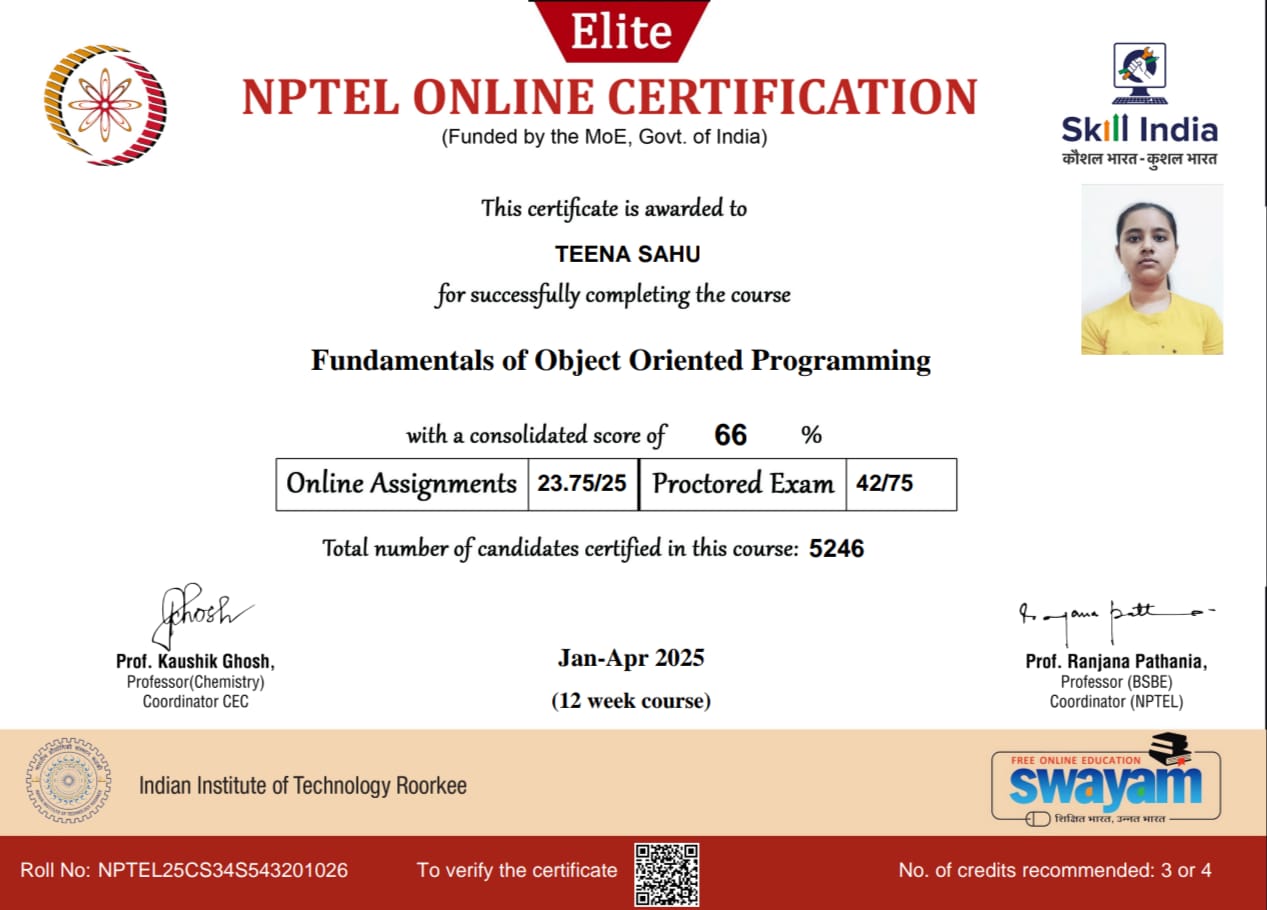 Elite
NPTEL ONLINE CERTIFICATION
(Funded by the MoE, Govt. of India)
Skill India
कौशल भारत - कुशल भारत
This certificate is awarded to
TEENA SAHU
for successfully completing the course
Fundamentals of Object Oriented Programming
with a consolidated score of 66 %
Online Assignments 23.75/25 Proctored Exam 42/75
Total number of candidates certified in this course: 5246
Prof. Kaushik Ghosh,
Professor(Chemistry)
Coordinator CEC
Jan-Apr 2025
(12 week course)
Prof. Ranjana Pathania,
Professor (BSBE)
Coordinator (NPTEL)
Indian Institute of Technology Roorkee
FREE ONLINE EDUCATION
swayam
शिक्षित भारत, उन्नत भारत
Roll No: NPTEL25CS34S543201026
To verify the certificate
No. of credits recommended: 3 or 4